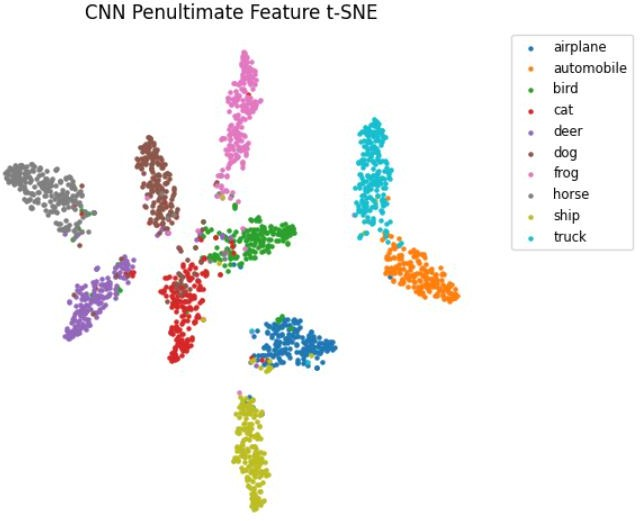 CNN Penultimate Feature t-SNE
airplane
automobile
bird
cat
deer
dog
frog
horse
ship
truck